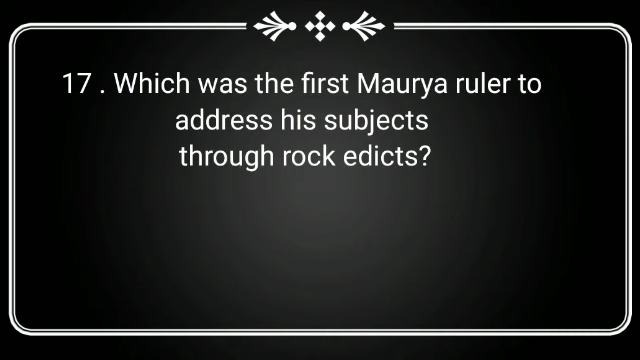 17 . Which was the first Maurya ruler to
address his subjects
through rock edicts?